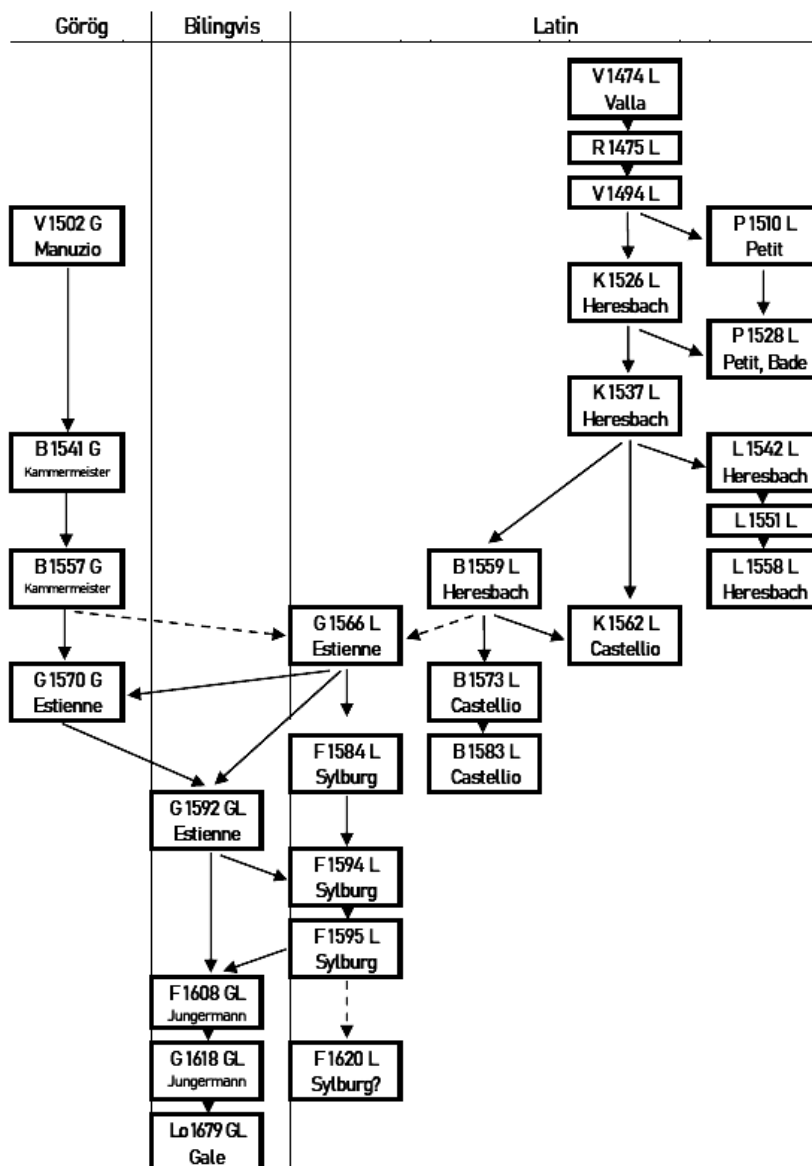 Görög
Bilingvis
Latin
V 1474 L
Valla
R 1475 L
V 1494 L
V 1502 G
Manuzio
P 1510 L
Petit
K 1526 L
Heresbach
P 1528 L
Petit, Bade
K 1537 L
Heresbach
B 1541 G
Kammermeister
L 1542 L
Heresbach
L 1551 L
B 1557 G
Kammermeister
B 1559 L
Heresbach
L 1558 L
Heresbach
G 1566 L
Estienne
K 1562 L
Castellio
G 1570 G
Estienne
B 1573 L
Castellio
F 1584 L
Sylburg
B 1583 L
Castellio
G 1592 GL
Estienne
F 1594 L
Sylburg
F 1595 L
Sylburg
F 1608 GL
Jungermann
G 1618 GL
Jungermann
F 1620 L
Sylburg?
Lo 1679 GL
Gale